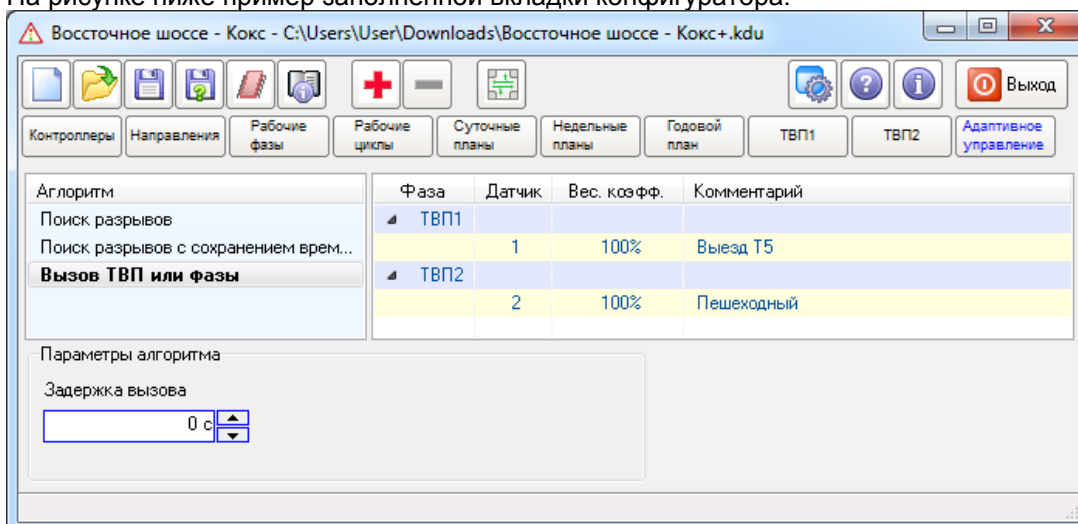 На рисунке ниже пример заполненной вкладки конфигуратора.
Восточное шоссе - Кокс - C:\Users\User\Downloads\Восточное шоссе - Кокс+.kdu
Выход
Контроллеры Направления Рабочие фазы Рабочие циклы Суточные планы Недельные планы Годовой план ТВП1 ТВП2 Адаптивное управление
Аглоритм Фаза Датчик Вес. коэфф. Комментарий
Поиск разрывов ТВП1
Поиск разрывов с сохранением врем... 1 100% Выезд Т5
Вызов ТВП или фазы ТВП2
2 100% Пешеходный
Параметры алгоритма
Задержка вызова
0 с